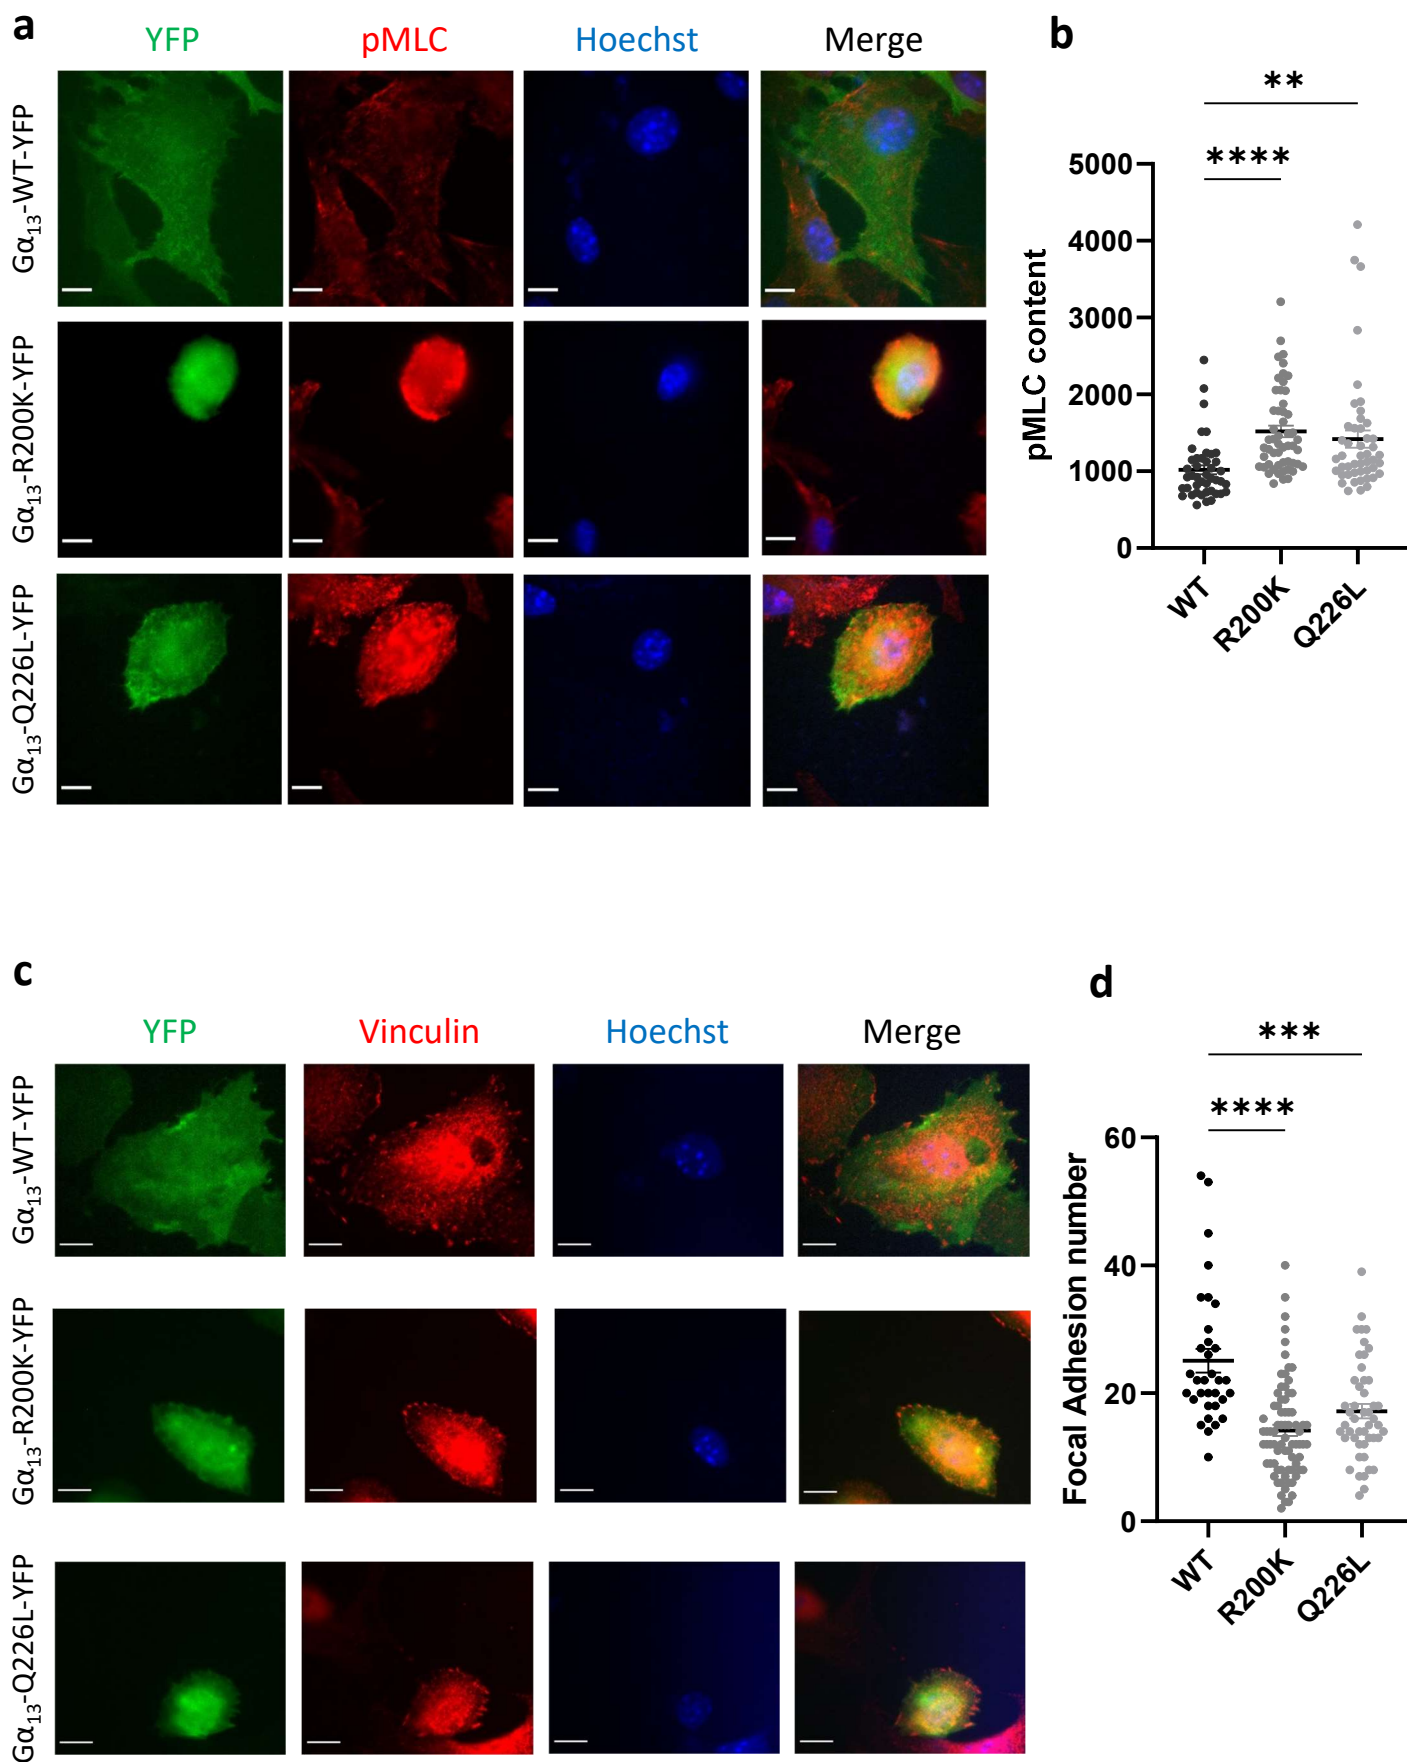 a
YFP
pMLC
Hoechst
Merge
Gα13-WT-YFP
Gα13-R200K-YFP
Gα13-Q226L-YFP
b
**
****
pMLC content
5000
4000
3000
2000
1000
0
WT
R200K
Q226L
c
YFP
Vinculin
Hoechst
Merge
Gα13-WT-YFP
Gα13-R200K-YFP
Gα13-Q226L-YFP
d
***
****
Focal Adhesion number
60
40
20
0
WT
R200K
Q226L